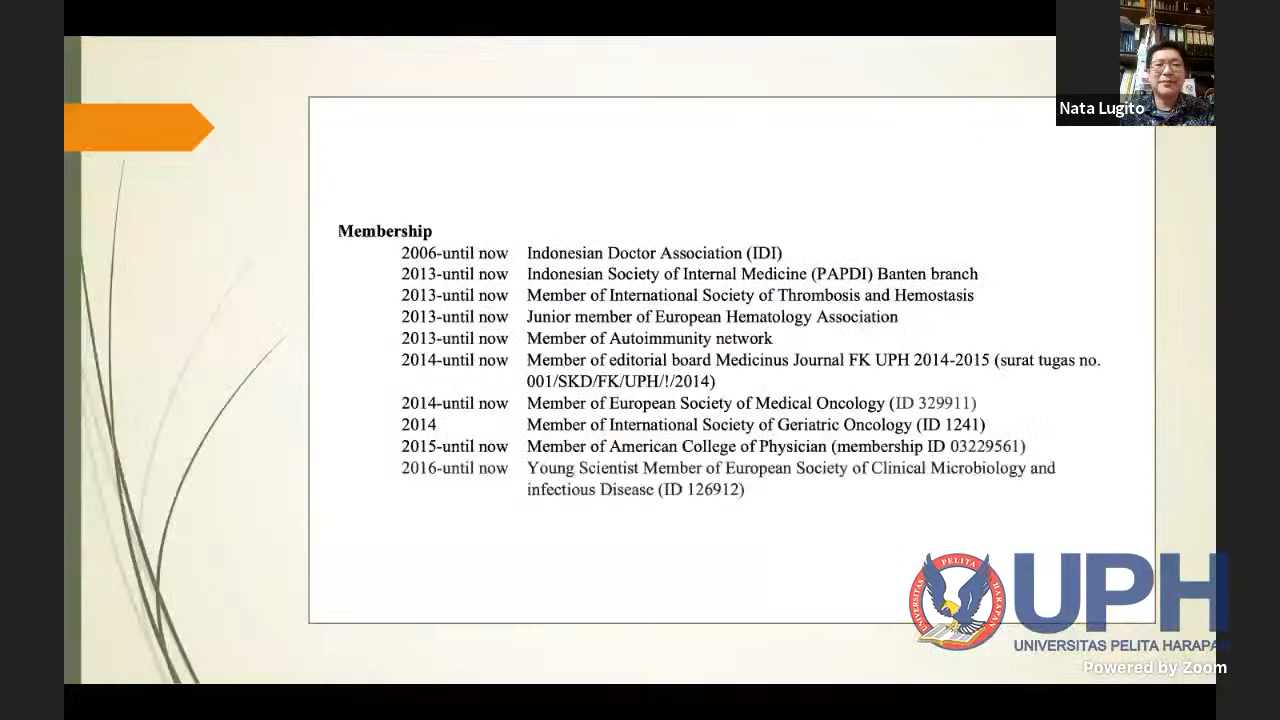 Nata Lugito
Membership
2006-until now Indonesian Doctor Association (IDI)
2013-until now Indonesian Society of Internal Medicine (PAPDI) Banten branch
2013-until now Member of International Society of Thrombosis and Hemostasis
2013-until now Junior member of European Hematology Association
2013-until now Member of Autoimmunity network
2014-until now Member of editorial board Medicinus Journal FK UPH 2014-2015 (surat tugas no.
001/SKD/FK/UPH/!/2014)
2014-until now Member of European Society of Medical Oncology (ID 329911)
2014 Member of International Society of Geriatric Oncology (ID 1241)
2015-until now Member of American College of Physician (membership ID 03229561)
2016-until now Young Scientist Member of European Society of Clinical Microbiology and
infectious Disease (ID 126912)
UNIVERSITAS PELITA HARAPAN
UPH
UNIVERSITAS PELITA HARAPAN
Powered by Zoom